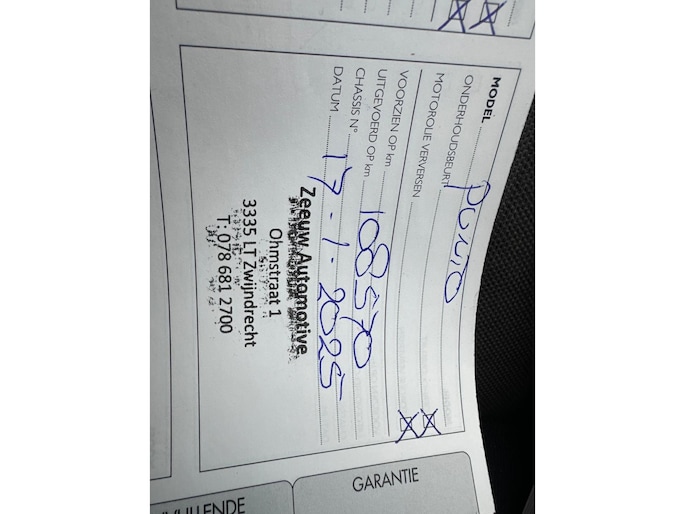 MODEL Punto
ONDERHOUDSBEURT
MOTOROLIE VERVERSEN
VOORZIEN OP km
UITGEVOERD OP km 108570
CHASSIS N°
DATUM 17-1-2025
Zeeuw Automotive
Ohmstraat 1
3335 LT Zwijndrecht
T: 078 681 2700
GARANTIE